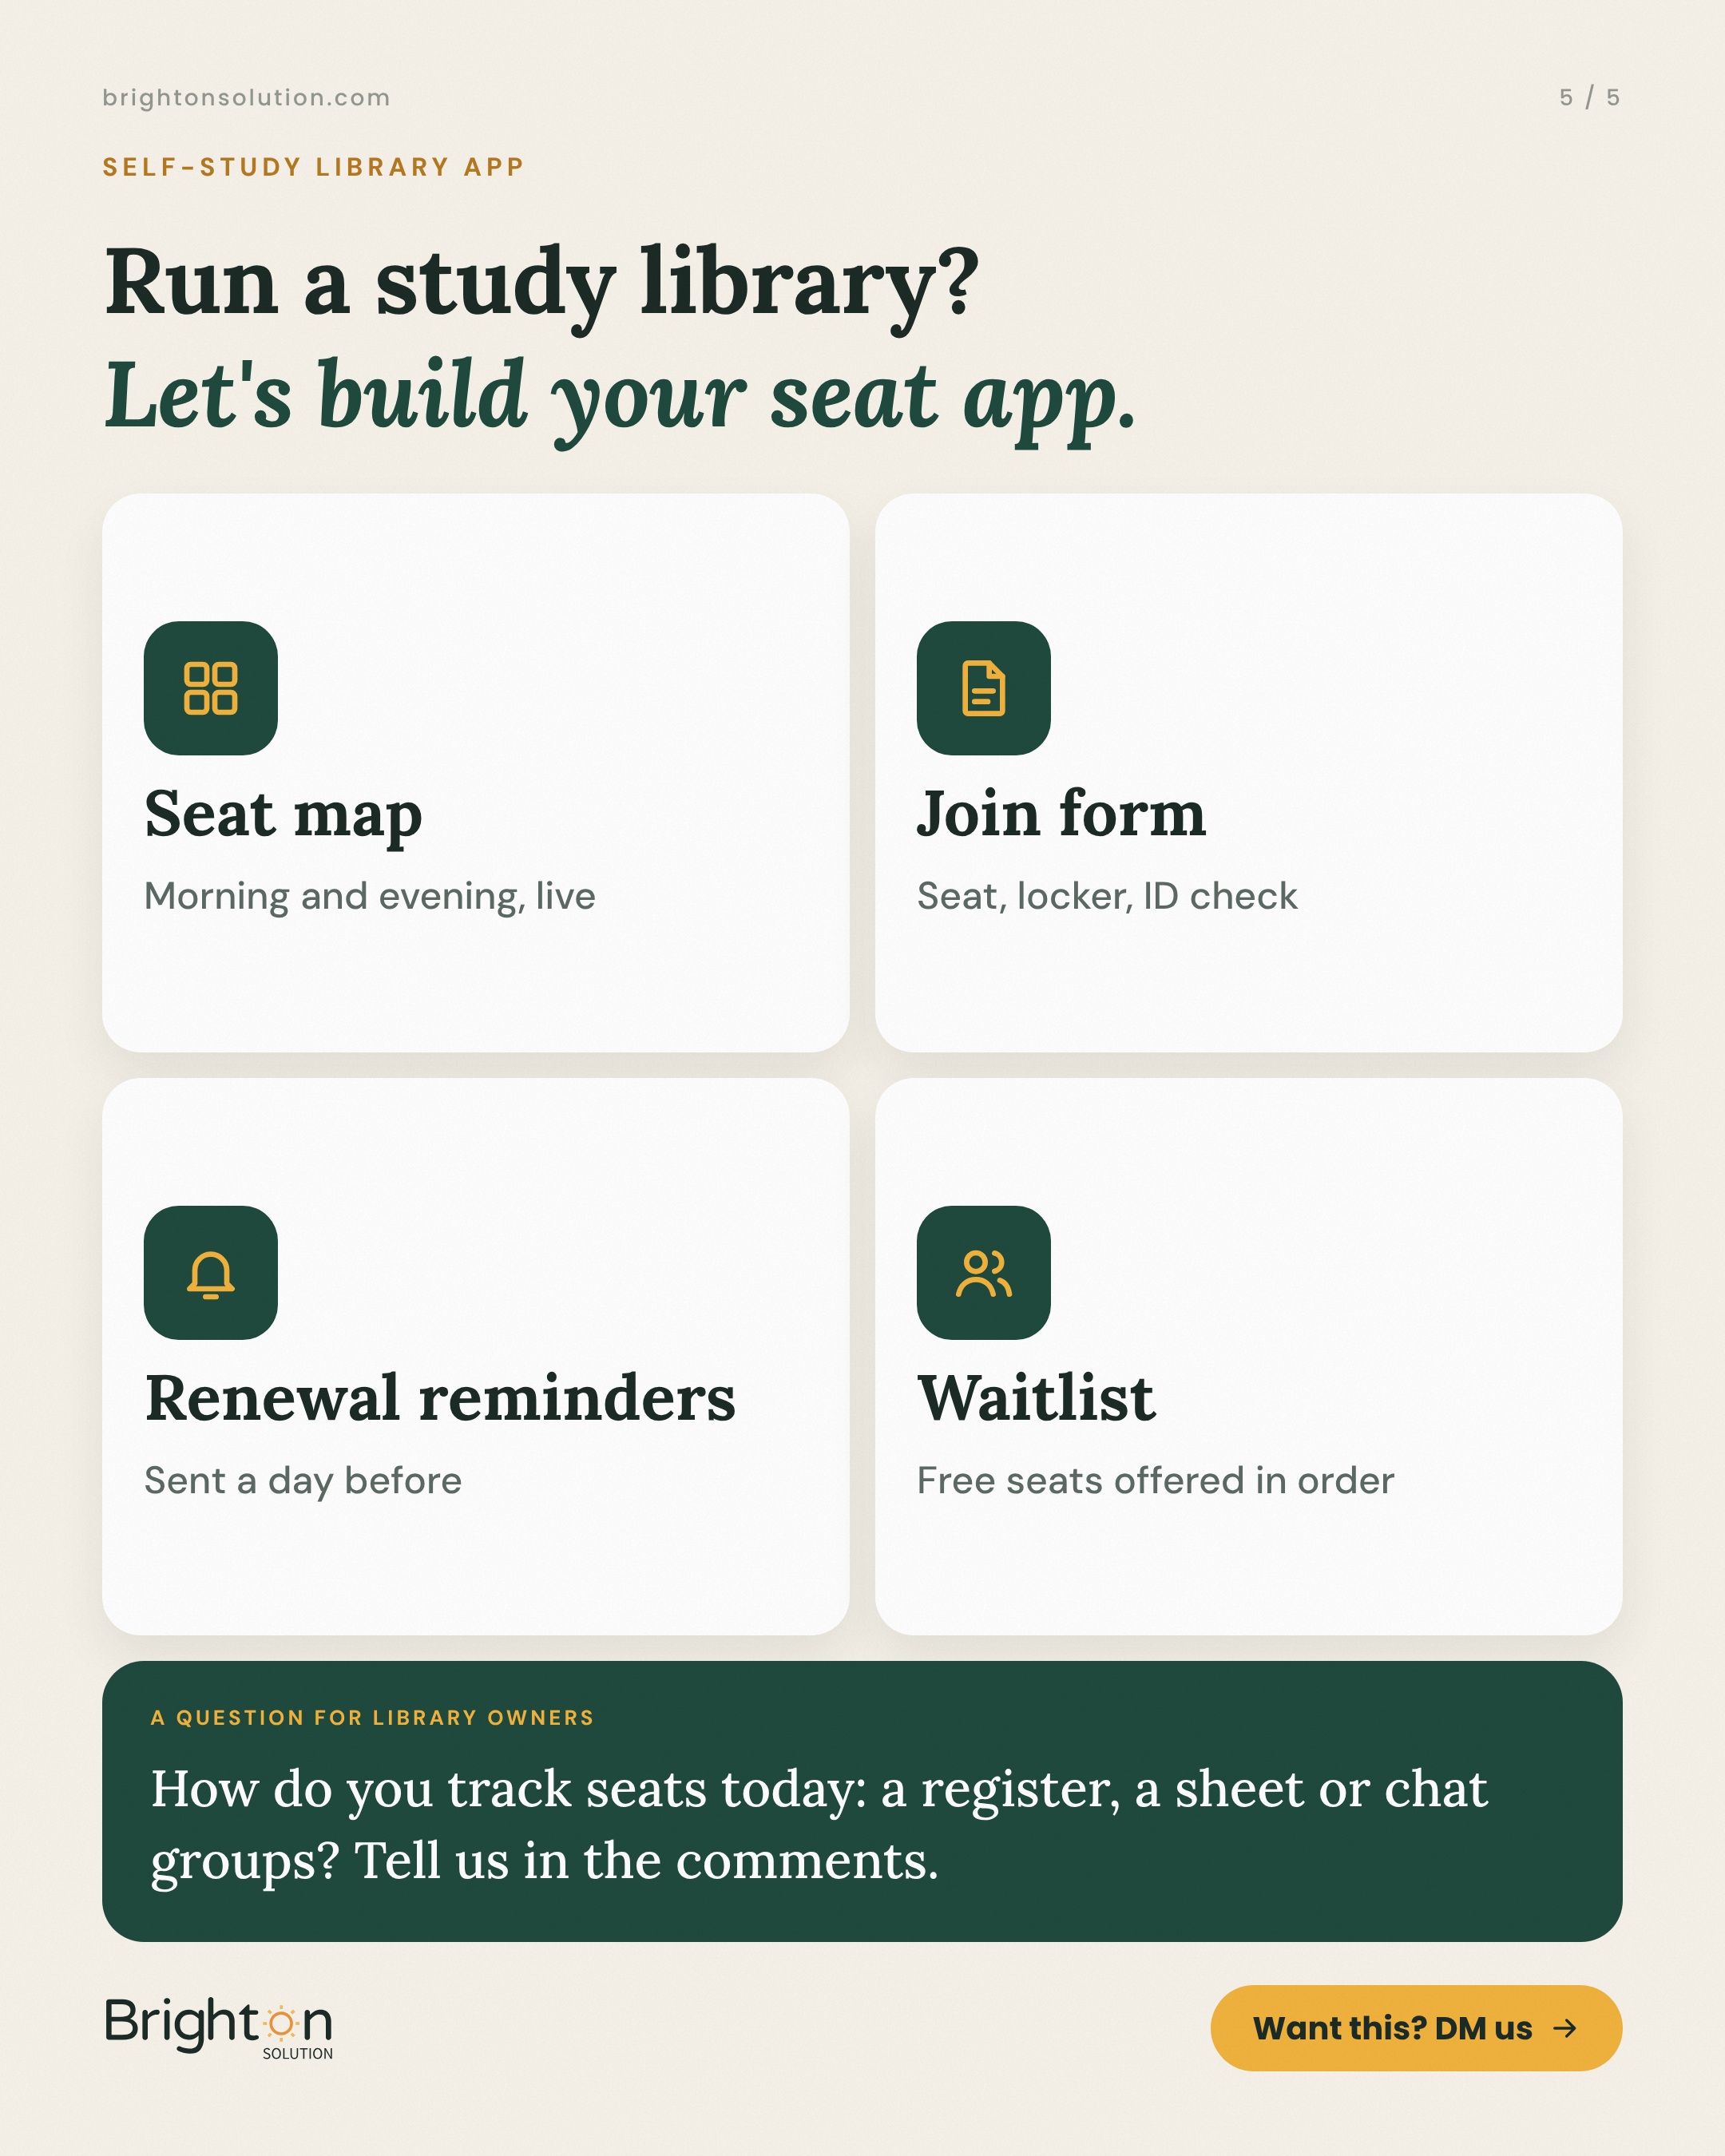 brightonsolution.com
5 / 5
SELF-STUDY LIBRARY APP
Run a study library?
Let's build your seat app.
Seat map
Morning and evening, live
Join form
Seat, locker, ID check
Renewal reminders
Sent a day before
Waitlist
Free seats offered in order
A QUESTION FOR LIBRARY OWNERS
How do you track seats today: a register, a sheet or chat
groups? Tell us in the comments.
Brighton
SOLUTION
Want this? DM us →